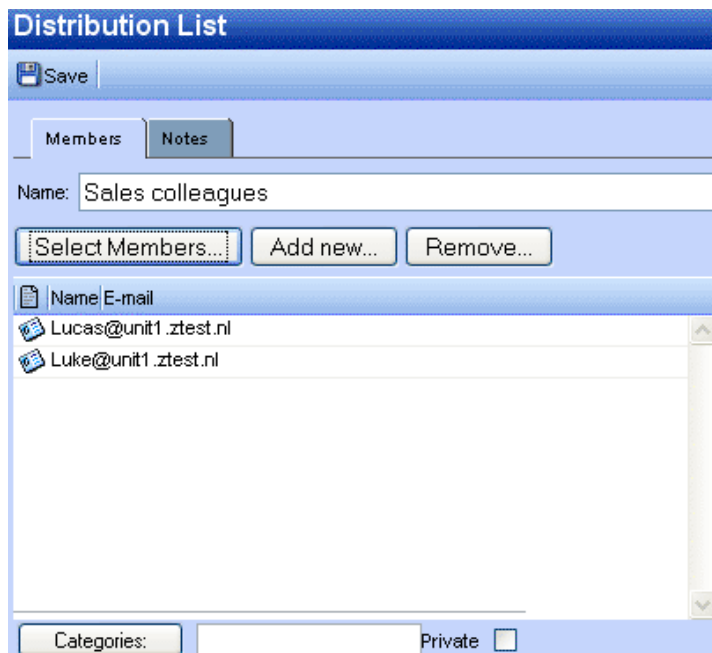 Distribution List
Save
Members Notes
Name: Sales colleagues
Select Members... Add new... Remove...
Name E-mail
Lucas@unit1.ztest.nl
Luke@unit1.ztest.nl
Categories: Private